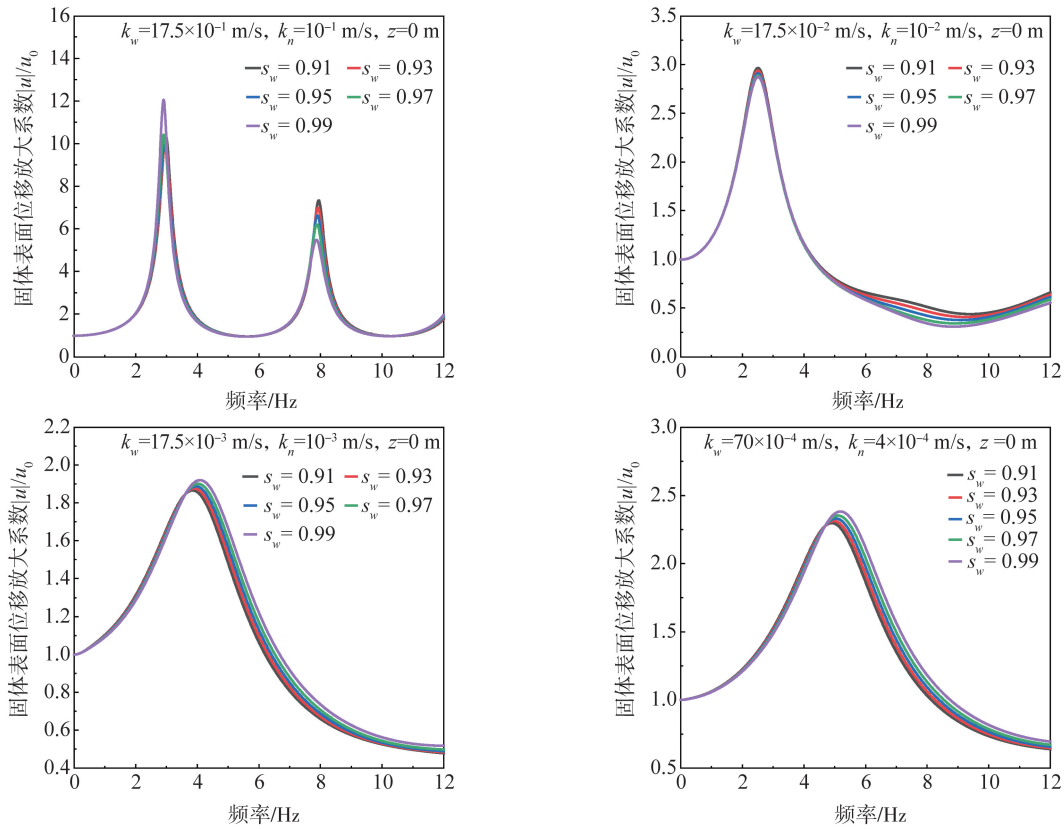 固体表面位移放大系数|u|/u₀
16
14
12
10
8
6
4
2
0
k_w=17.5×10⁻¹ m/s, k_n=10⁻¹ m/s, z=0 m
s_w= 0.91 s_w= 0.93
s_w= 0.95 s_w= 0.97
s_w= 0.99
0 2 4 6 8 10 12
频率/Hz
固体表面位移放大系数|u|/u₀
3.5
3.0
2.5
2.0
1.5
1.0
0.5
0.0
k_w=17.5×10⁻² m/s, k_n=10⁻² m/s, z=0 m
s_w= 0.91 s_w= 0.93
s_w= 0.95 s_w= 0.97
s_w= 0.99
0 2 4 6 8 10 12
频率/Hz
固体表面位移放大系数|u|/u₀
2.2
2.0
1.8
1.6
1.4
1.2
1.0
0.8
0.6
0.4
k_w=17.5×10⁻³ m/s, k_n=10⁻³ m/s, z=0 m
s_w= 0.91 s_w= 0.93
s_w= 0.95 s_w= 0.97
s_w= 0.99
0 2 4 6 8 10 12
频率/Hz
固体表面位移放大系数|u|/u₀
3.0
2.5
2.0
1.5
1.0
0.5
k_w=70×10⁻⁴ m/s, k_n=4×10⁻⁴ m/s, z=0 m
s_w= 0.91
s_w= 0.93
s_w= 0.95
s_w= 0.97
s_w= 0.99
0 2 4 6 8 10 12
频率/Hz